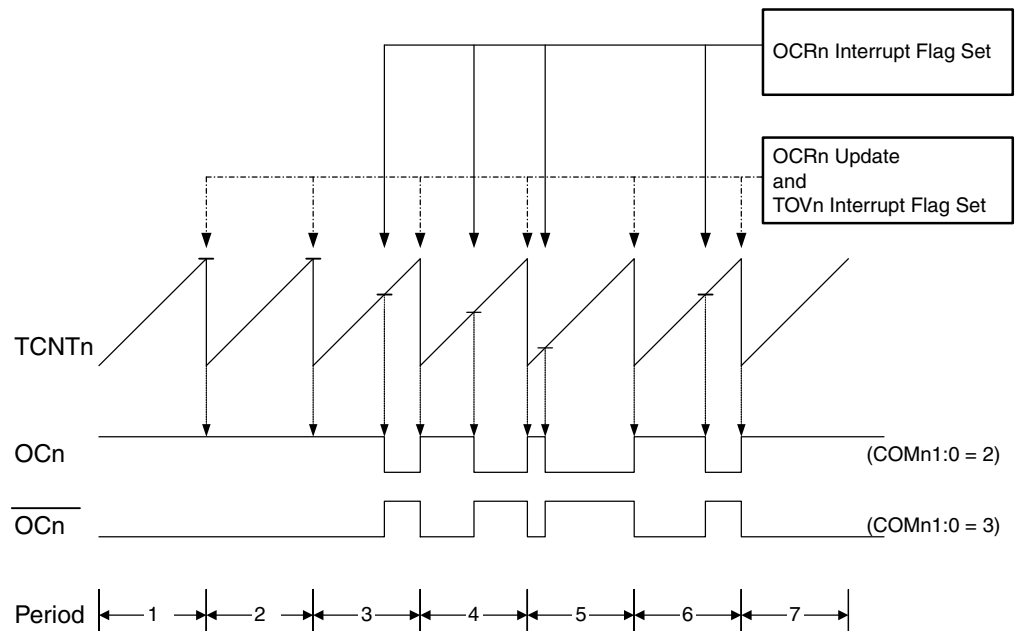 OCRn Interrupt Flag Set
OCRn Update
and
TOVn Interrupt Flag Set
TCNTn
OCn
(COMn1:0 = 2)
OCn
(COMn1:0 = 3)
Period
1
2
3
4
5
6
7